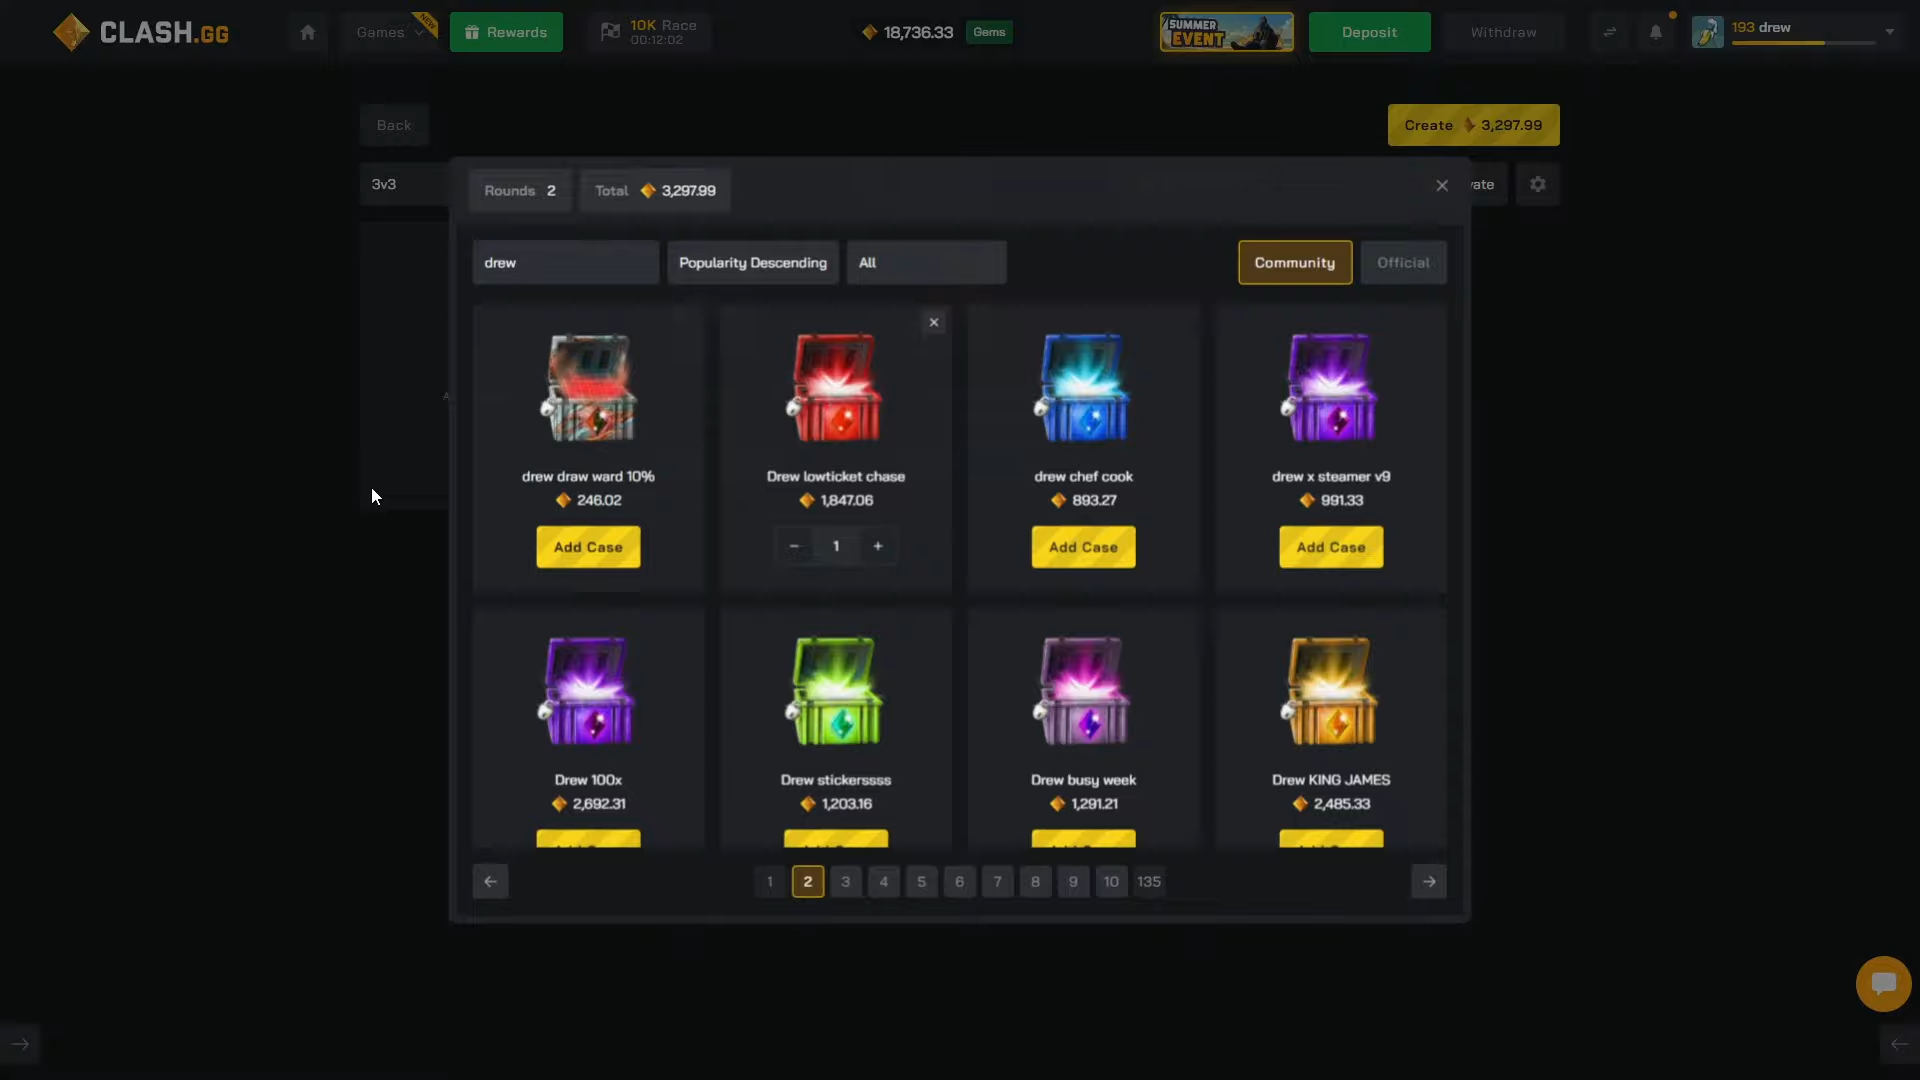 CLASH.GG
Games
NEW
Rewards
10K Race
00:12:02
18,736.33 Gems
SUMMER
EVENT
Deposit
Withdraw
193 drew
Back
Create 3,297.99
3v3
Rounds 2
Total 3,297.99
vate
drew
Popularity Descending
All
Community
Official
drew draw ward 10%
246.02
Add Case
Drew lowticket chase
1,847.06
− 1 +
drew chef cook
893.27
Add Case
drew x steamer v9
991.33
Add Case
Drew 100x
2,692.31
Drew stickerssss
1,203.16
Drew busy week
1,291.21
Drew KING JAMES
2,485.33
1 2 3 4 5 6 7 8 9 10 135